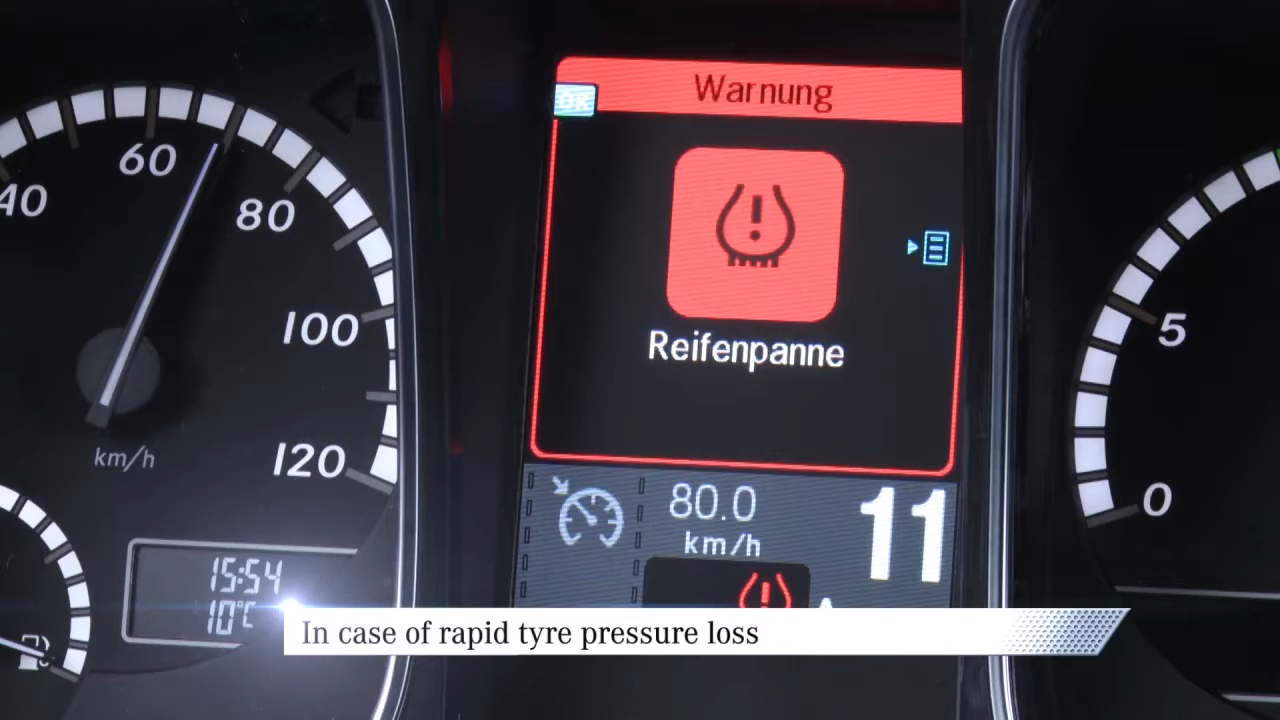 Warnung
OK
60
40
80
100
120
km/h
Reifenpanne
5
0
80.0
km/h
11
15:54
10°C
In case of rapid tyre pressure loss